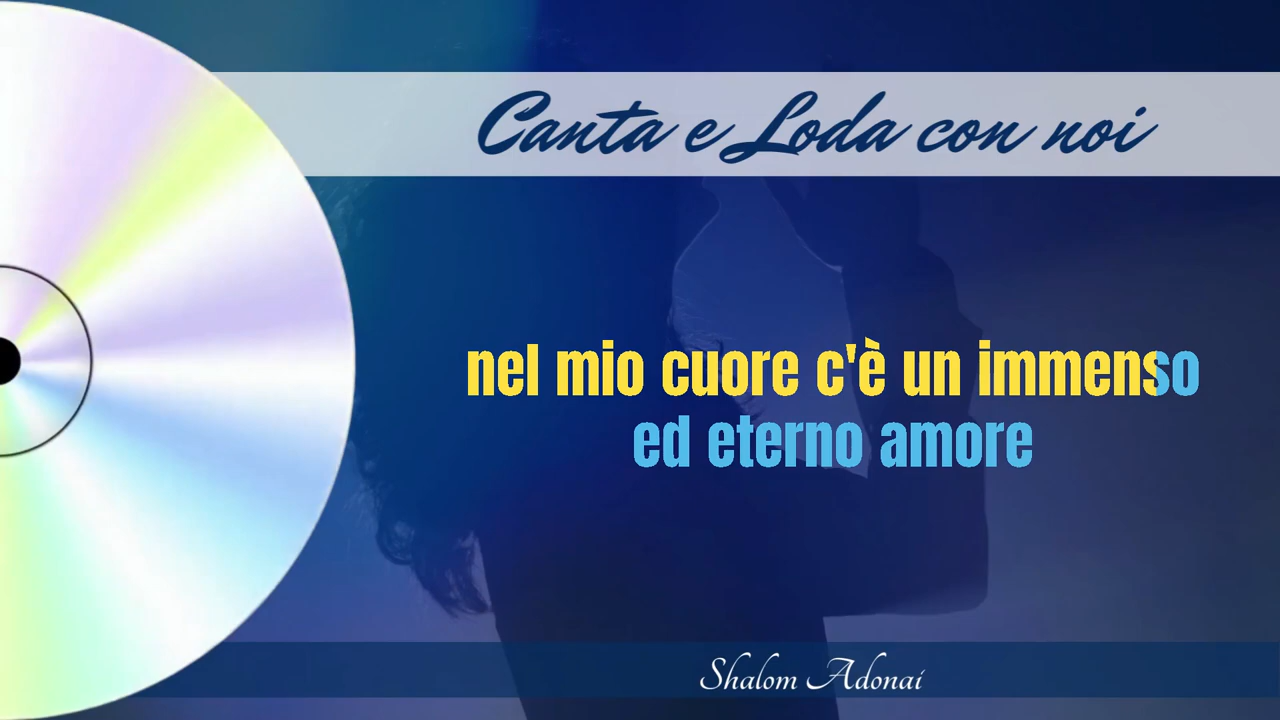 Canta e Loda con noi
nel mio cuore c'è un immenso
ed eterno amore
Shalom Adonai